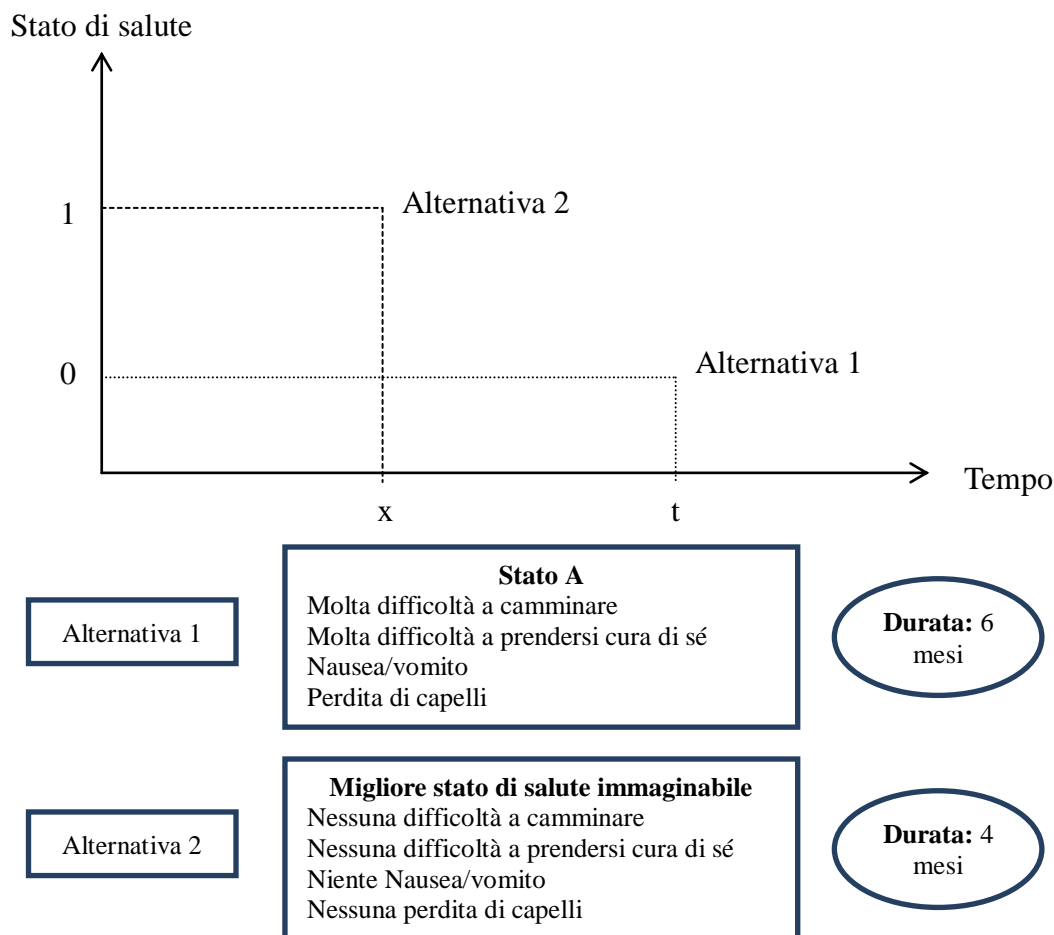 Stato di salute
1
Alternativa 2
0
Alternativa 1
Tempo
x
t
Alternativa 1
Stato A
Molta difficoltà a camminare
Molta difficoltà a prendersi cura di sé
Nausea/vomito
Perdita di capelli
Durata: 6
mesi
Alternativa 2
Migliore stato di salute immaginabile
Nessuna difficoltà a camminare
Nessuna difficoltà a prendersi cura di sé
Niente Nausea/vomito
Nessuna perdita di capelli
Durata: 4
mesi